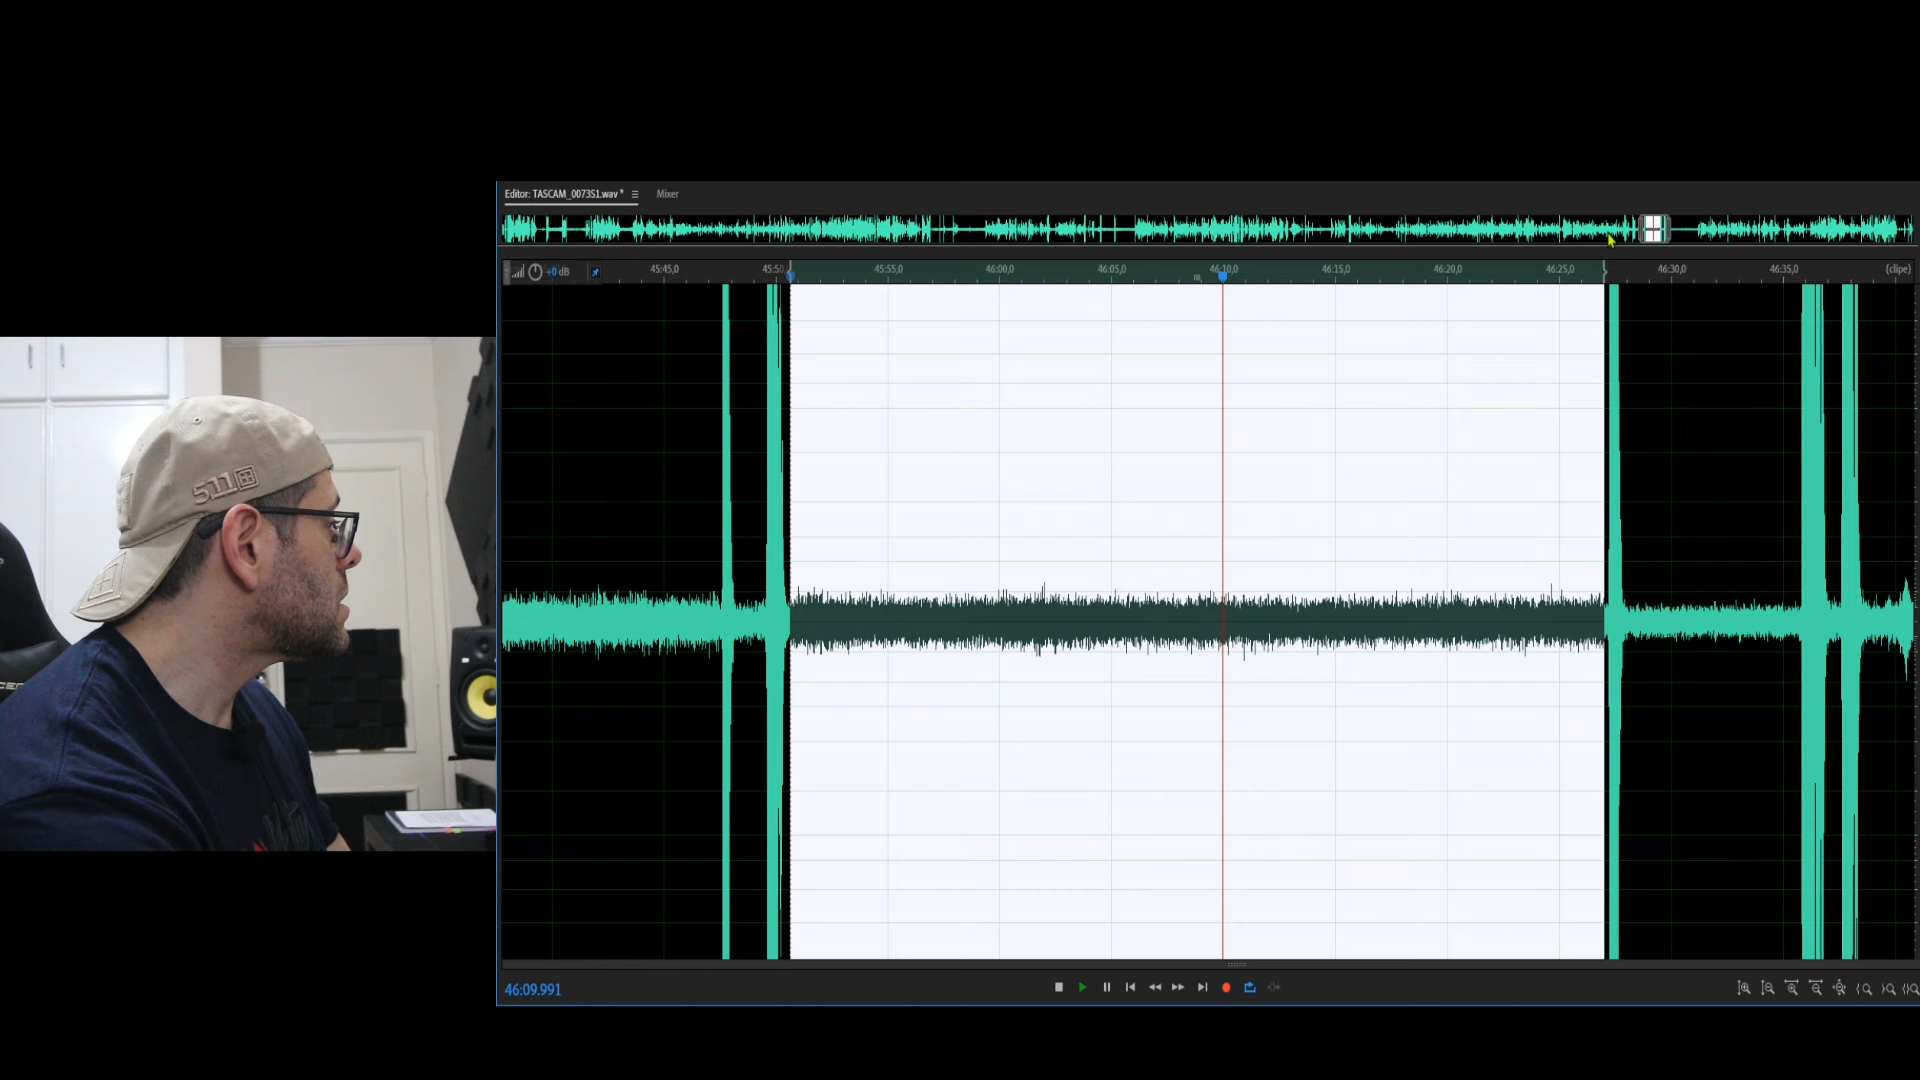 Editor: TASCAM_0073S1.wav * Mixer
+0 dB 45:45,0 45:50 45:55,0 46:00,0 46:05,0 46:10,0 46:15,0 46:20,0 46:25,0 46:30,0 46:35,0 (clipe)
5.11
46:09.991